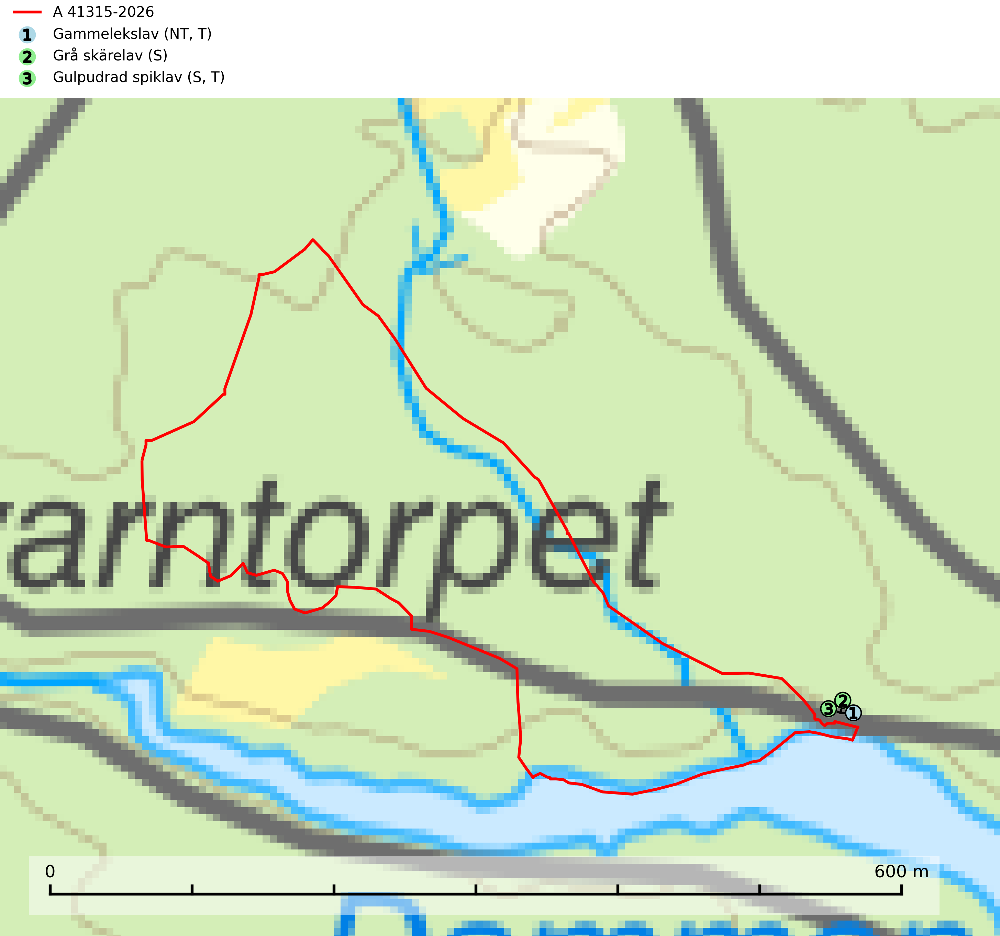 A 41315-2026
1 Gammelekslav (NT, T)
2 Grå skärelav (S)
3 Gulpudrad spiklav (S, T)
arntorpet
2
3
1
0
600 m